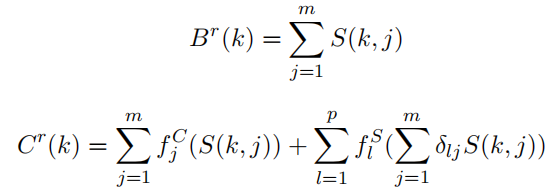 B^r(k) = \sum_{j=1}^{m} S(k, j)
C^r(k) = \sum_{j=1}^{m} f_j^C(S(k, j)) + \sum_{l=1}^{p} f_l^S(\sum_{j=1}^{m} \delta_{lj} S(k, j))